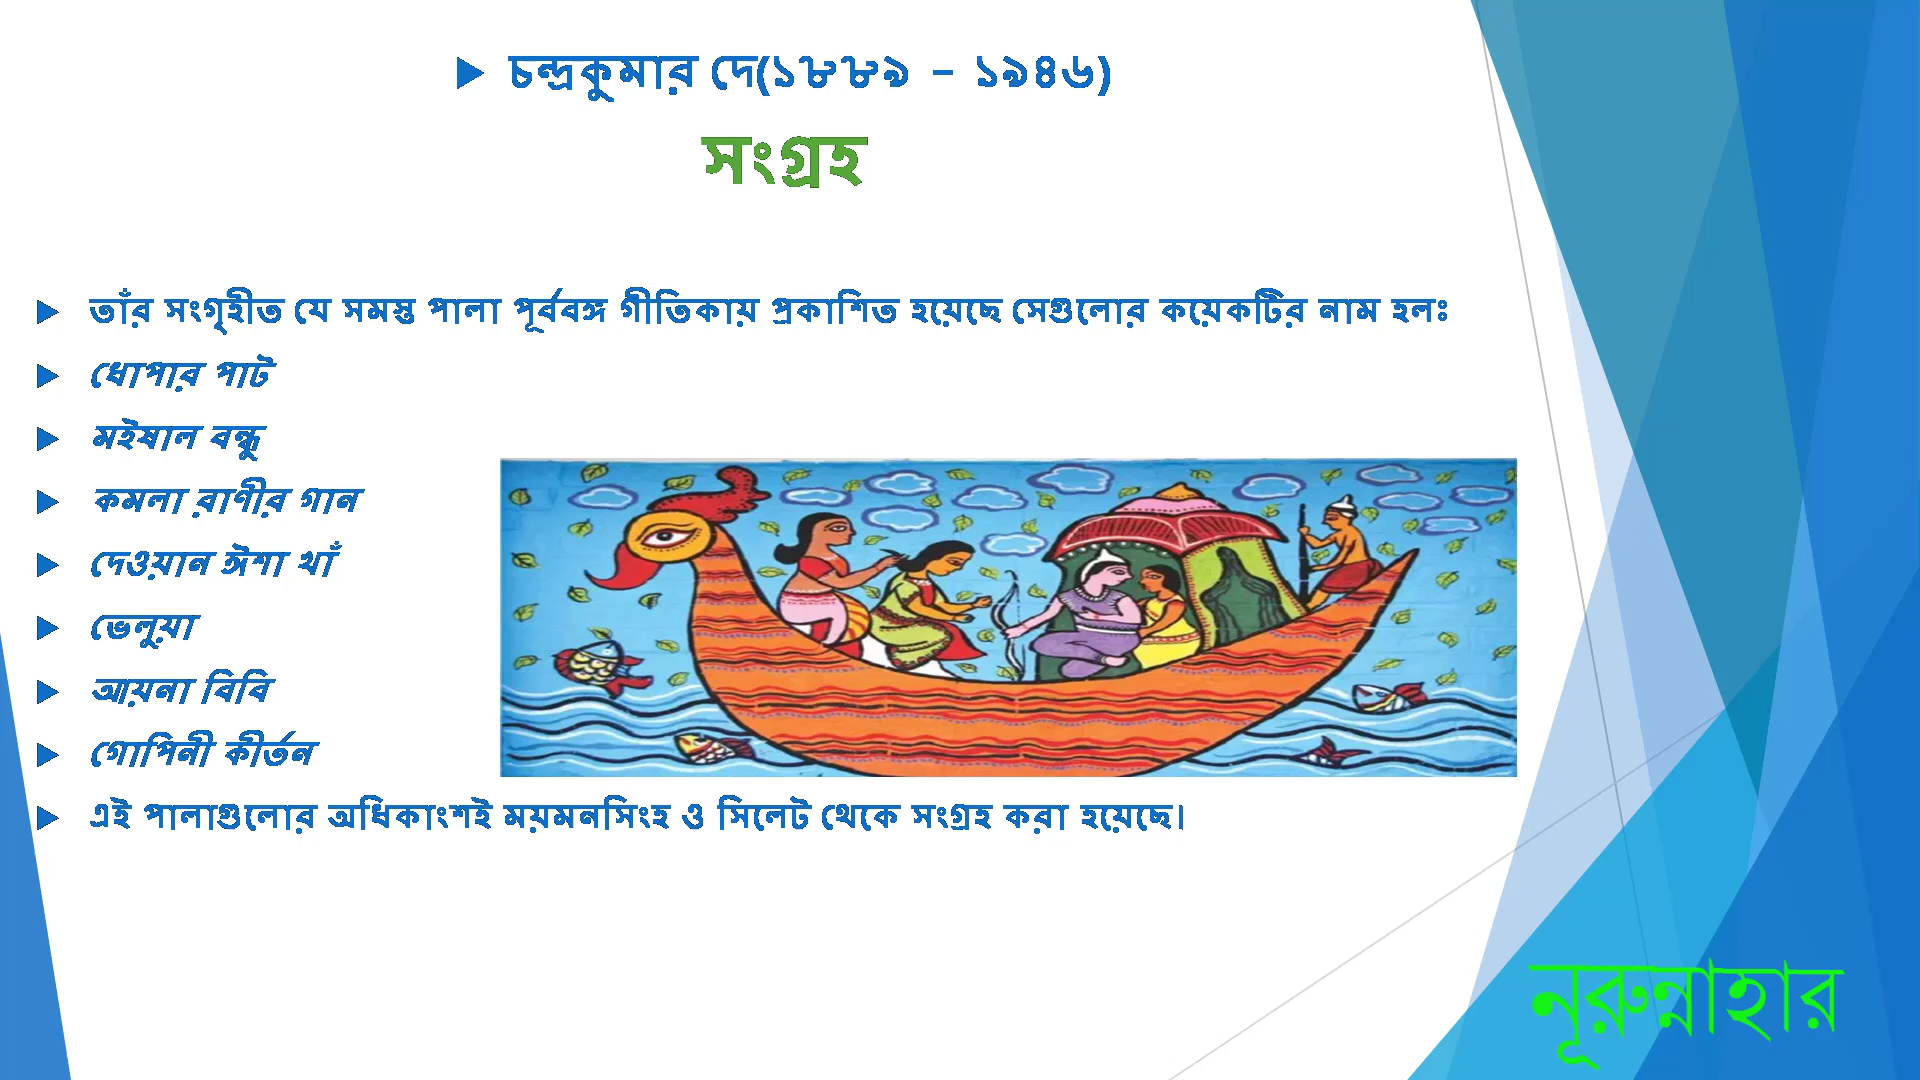 চন্দ্রকুমার দে(১৮৮৯ – ১৯৪৬)
সংগ্রহ
তাঁর সংগৃহীত যে সমস্ত পালা পূর্ববঙ্গ গীতিকায় প্রকাশিত হয়েছে সেগুলোর কয়েকটির নাম হলঃ
ধোপার পাট
মইষাল বন্ধু
কমলা রাণীর গান
দেওয়ান ঈশা খাঁ
ভেলুয়া
আয়না বিবি
গোপিনী কীর্তন
এই পালাগুলোর অধিকাংশই ময়মনসিংহ ও সিলেট থেকে সংগ্রহ করা হয়েছে।
নূরুন্নাহার